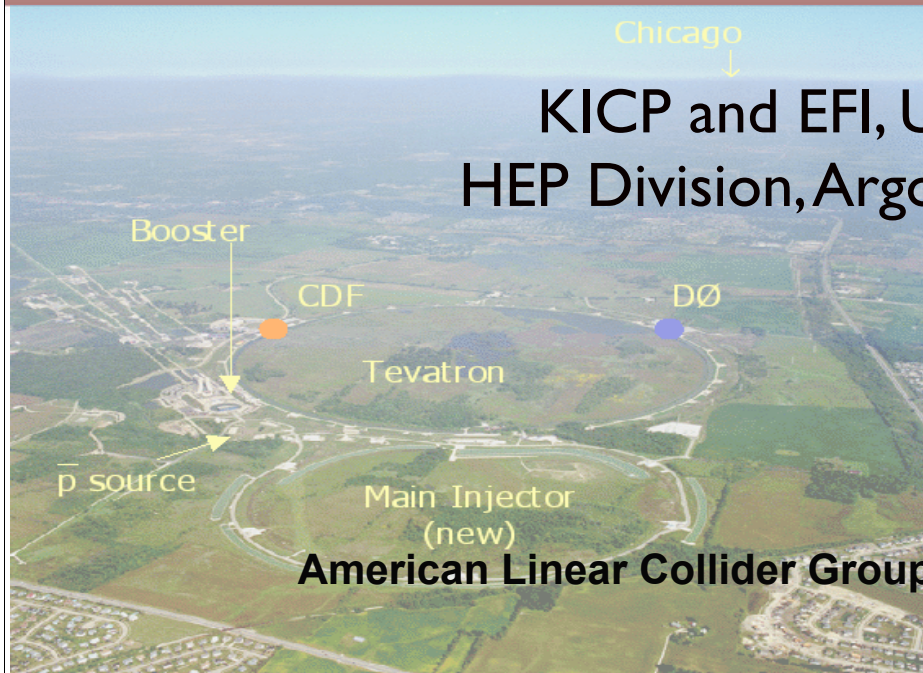 Chicago
↓
KICP and EFI, U
HEP Division, Argo
Booster
CDF
DØ
Tevatron
p̅ source
Main Injector
(new)
American Linear Collider Group